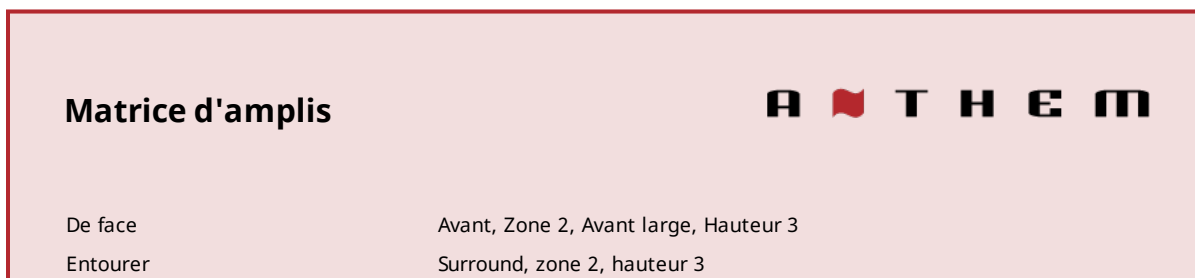 Matrice d'amplis
ANTHEM
De face Avant, Zone 2, Avant large, Hauteur 3
Entourer Surround, zone 2, hauteur 3